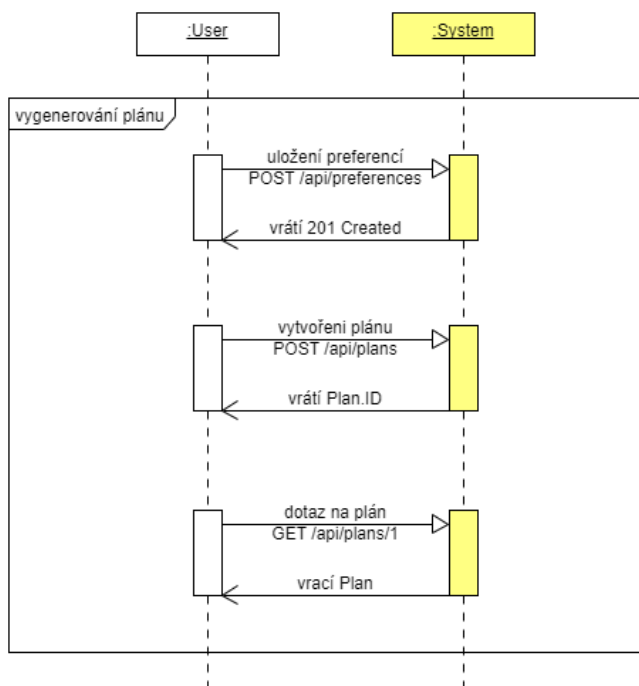 :User
:System
vygenerování plánu
uložení preferencí
POST /api/preferences
vrátí 201 Created
vytvořeni plánu
POST /api/plans
vrátí Plan.ID
dotaz na plán
GET /api/plans/1
vrací Plan